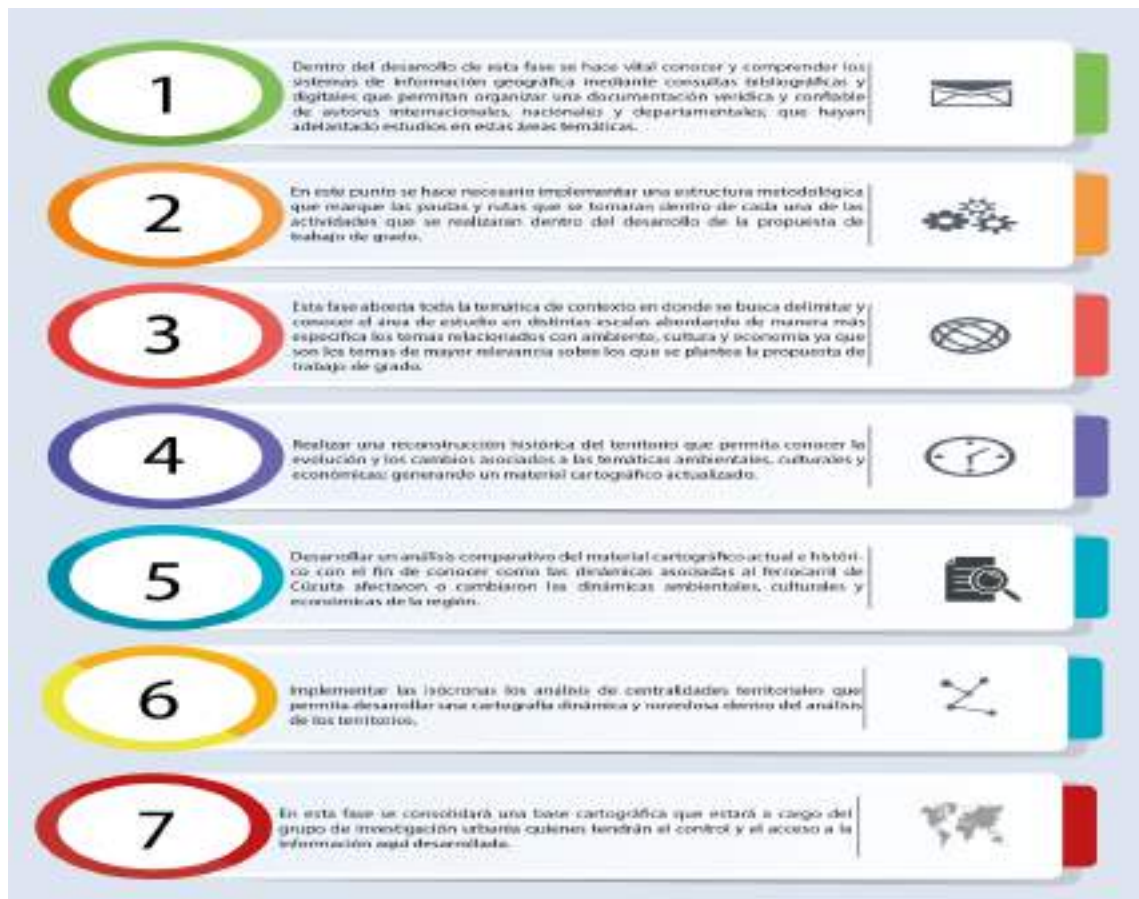 1
Dentro del desarrollo de esta fase se hace vital conocer y comprender los
sistemas de información geográfica mediante consultas bibliográficas y
digitales que permitan organizar una documentación verídica y confiable
de autores internacionales, nacionales y departamentales; que hayan
adelantado estudios en estas áreas temáticas.
2
En este punto se hace necesario implementar una estructura metodológica
que marque las pautas y rutas que se tomaran dentro de cada una de las
actividades que se realizaran dentro del desarrollo de la propuesta de
trabajo de grado.
3
Esta fase aborda toda la temática de contexto en donde se busca delimitar y
conocer el área de estudio en distintas escalas abordando de manera más
especifica los temas relacionados con ambiente, cultura y economía ya que
son los temas de mayor relevancia sobre los que se plantea la propuesta de
trabajo de grado.
4
Realizar una reconstrucción histórica del territorio que permita conocer la
evolución y los cambios asociados a las temáticas ambientales, culturales y
económicas; generando un material cartográfico actualizado.
5
Desarrollar un análisis comparativo del material cartográfico actual e históri-
co con el fin de conocer como las dinámicas asociadas al ferrocarril de
Cúcuta afectaron o cambiaron las dinámicas ambientales, culturales y
económicas de la región.
6
Implementar las isócronas los análisis de centralidades territoriales que
permita desarrollar una cartografía dinámica y novedosa dentro del análisis
de los territorios.
7
En esta fase se consolidará una base cartográfica que estará a cargo del
grupo de investigación urbania quienes tendrán el control y el acceso a la
información aquí desarrollada.